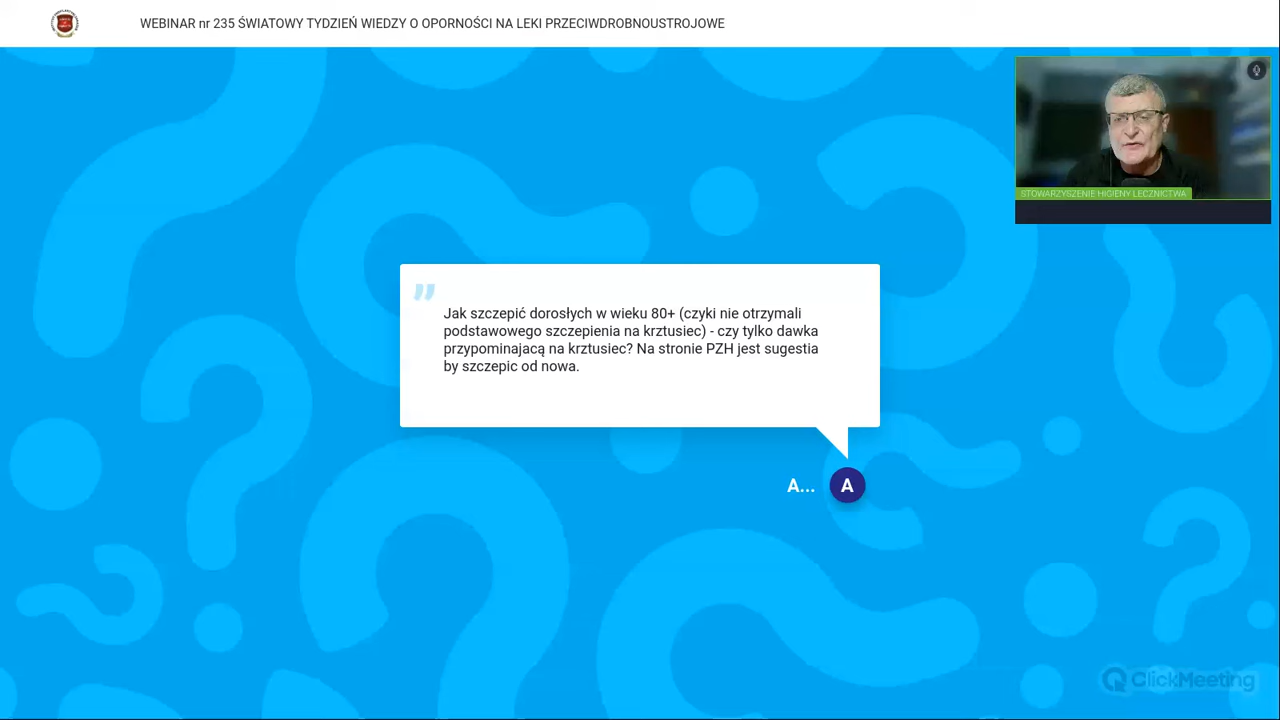 WEBINAR nr 235 ŚWIATOWY TYDZIEŃ WIEDZY O OPORNOŚCI NA LEKI PRZECIWDROBNOUSTROJOWE
STOWARZYSZENIE HIGIENY LECZNICTWA
Jak szczepić dorosłych w wieku 80+ (czyki nie otrzymali
podstawowego szczepienia na krztusiec) - czy tylko dawka
przypominajacą na krztusiec? Na stronie PZH jest sugestia
by szczepic od nowa.
A... A
ClickMeeting